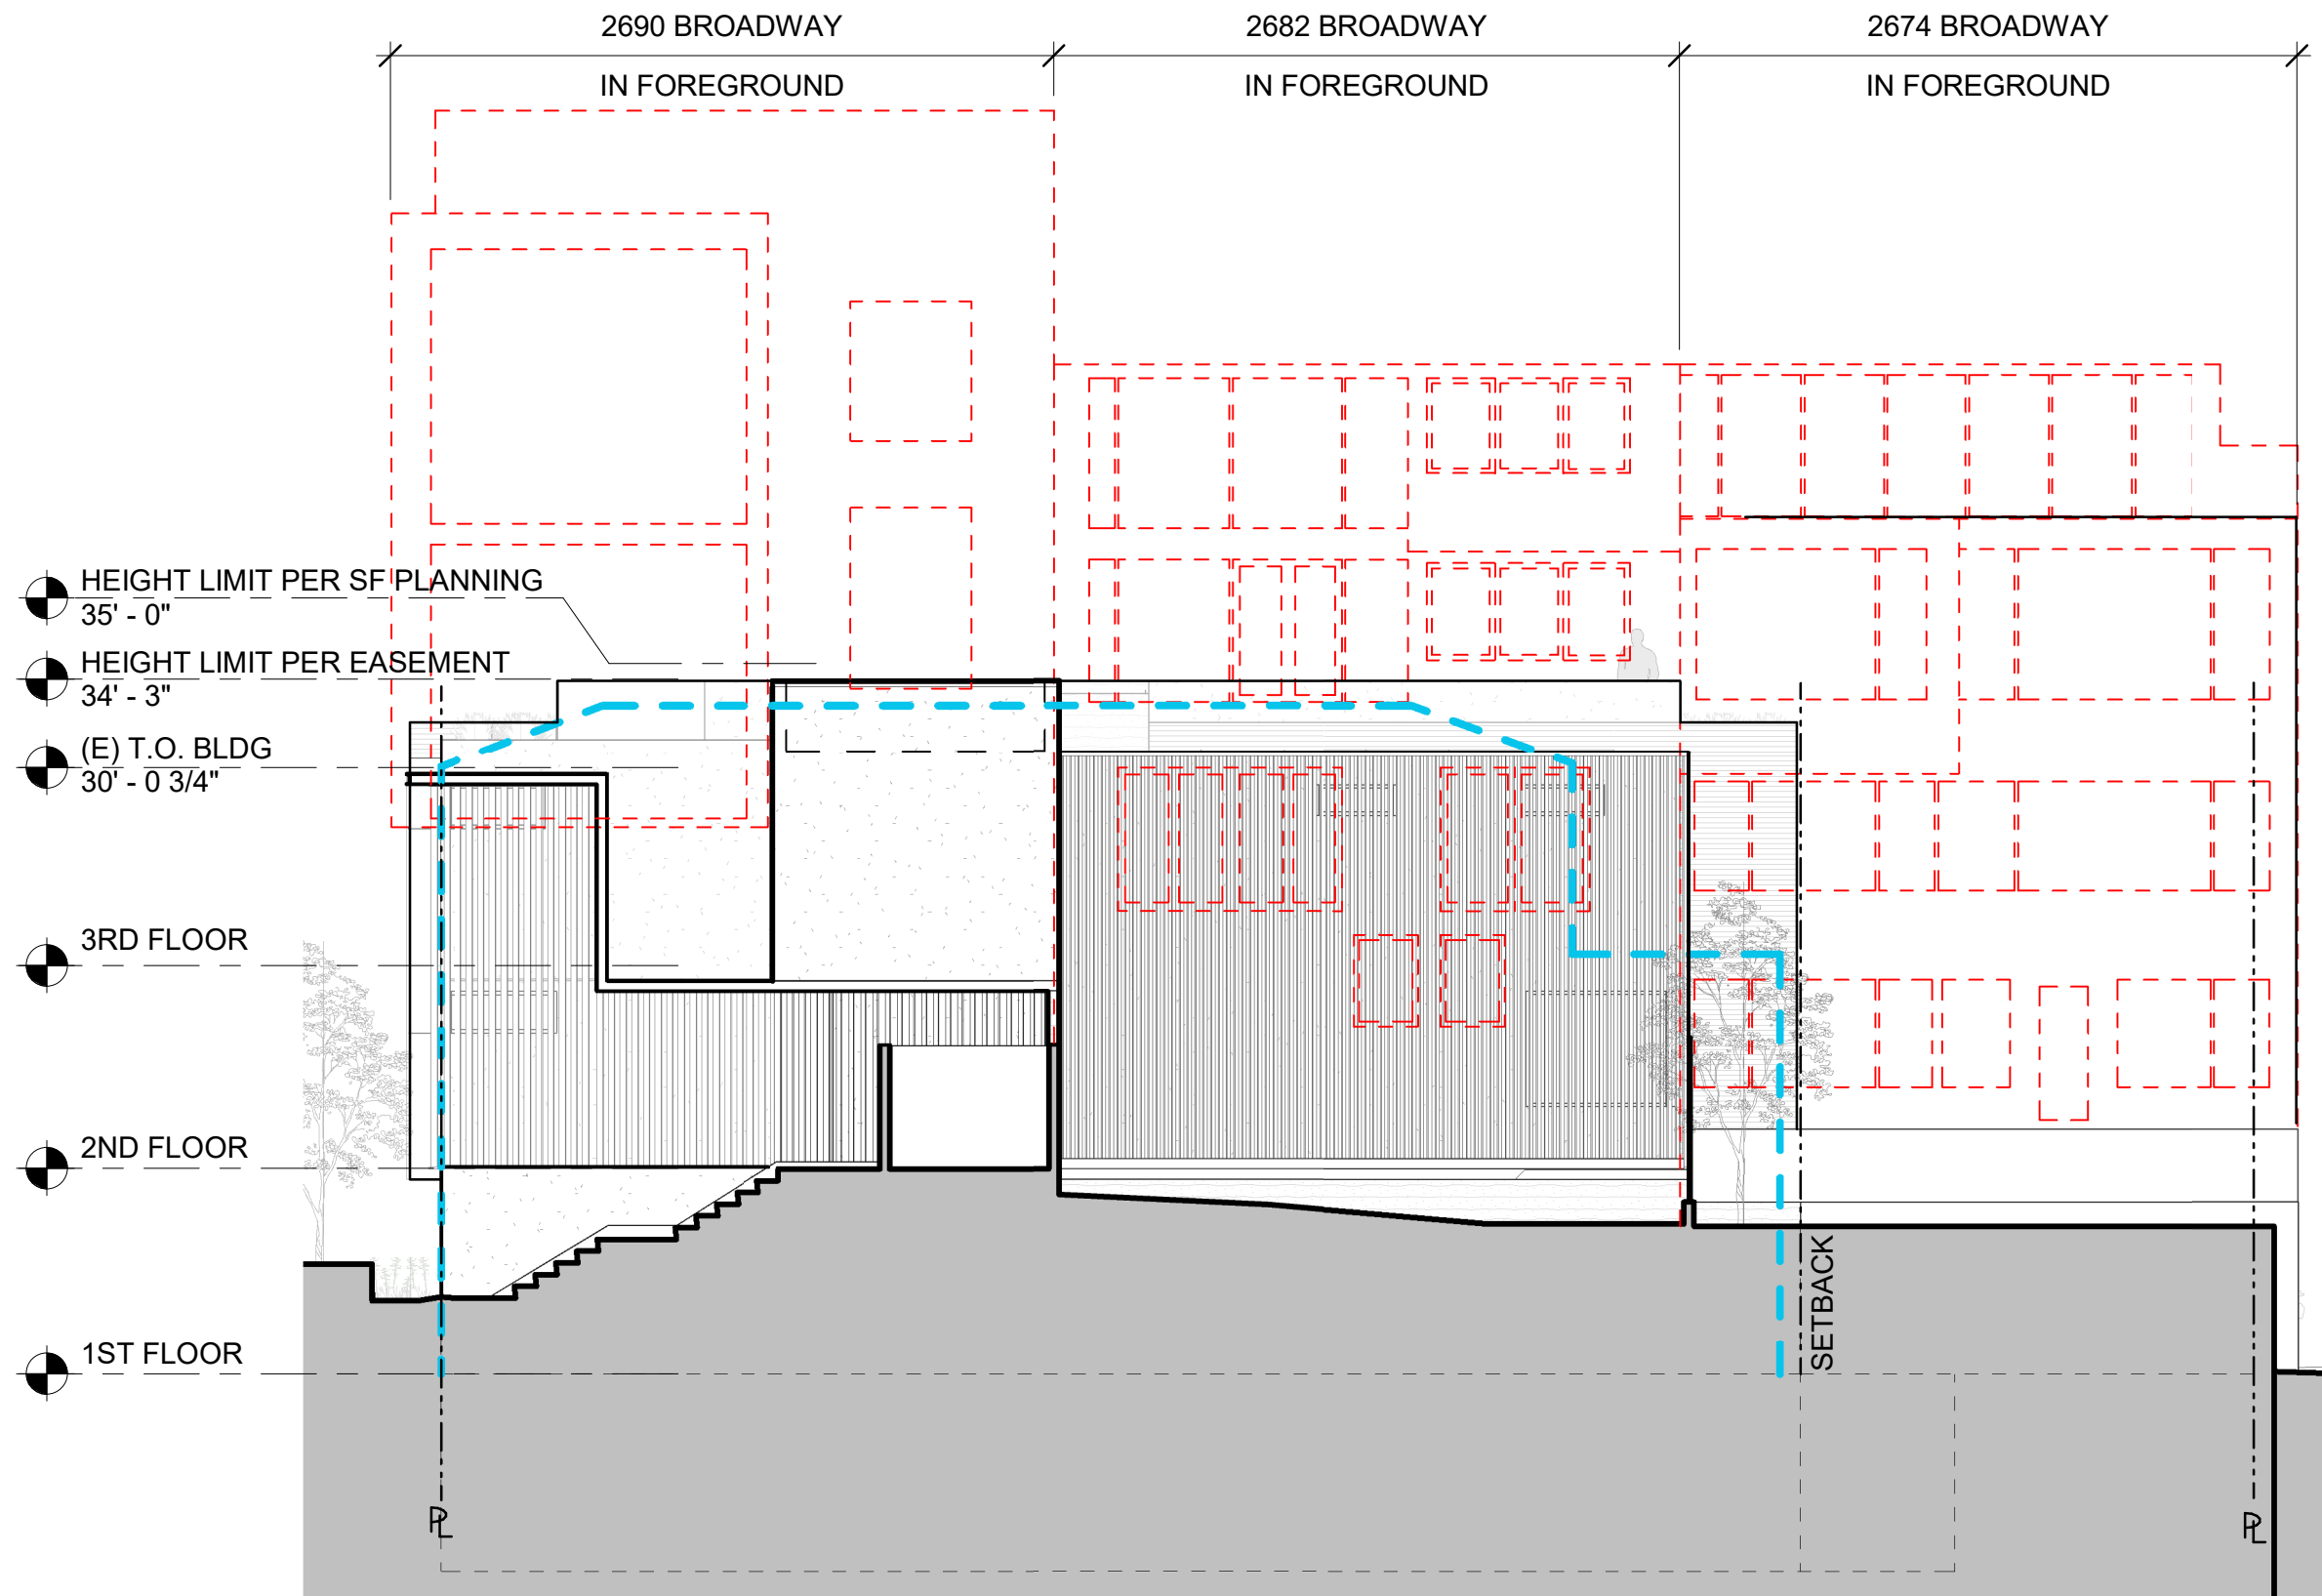 2690 BROADWAY
IN FOREGROUND
2682 BROADWAY
IN FOREGROUND
2674 BROADWAY
IN FOREGROUND
HEIGHT LIMIT PER SF PLANNING
35' - 0"
HEIGHT LIMIT PER EASEMENT
34' - 3"
(E) T.O. BLDG
30' - 0 3/4"
3RD FLOOR
2ND FLOOR
1ST FLOOR
SETBACK
PL
PL